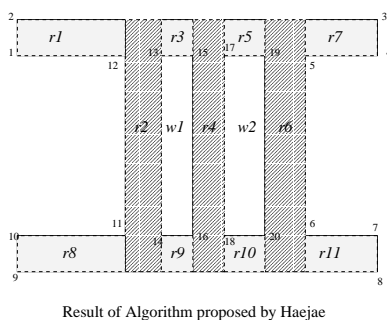 2 3
r1 r3 r5 r7
1 12 13 15 17 19 5
r2 w1 r4 w2 r6
11 6 7
10 14 16 18 20
r8 r9 r10 r11
9 8
Result of Algorithm proposed by Haejae